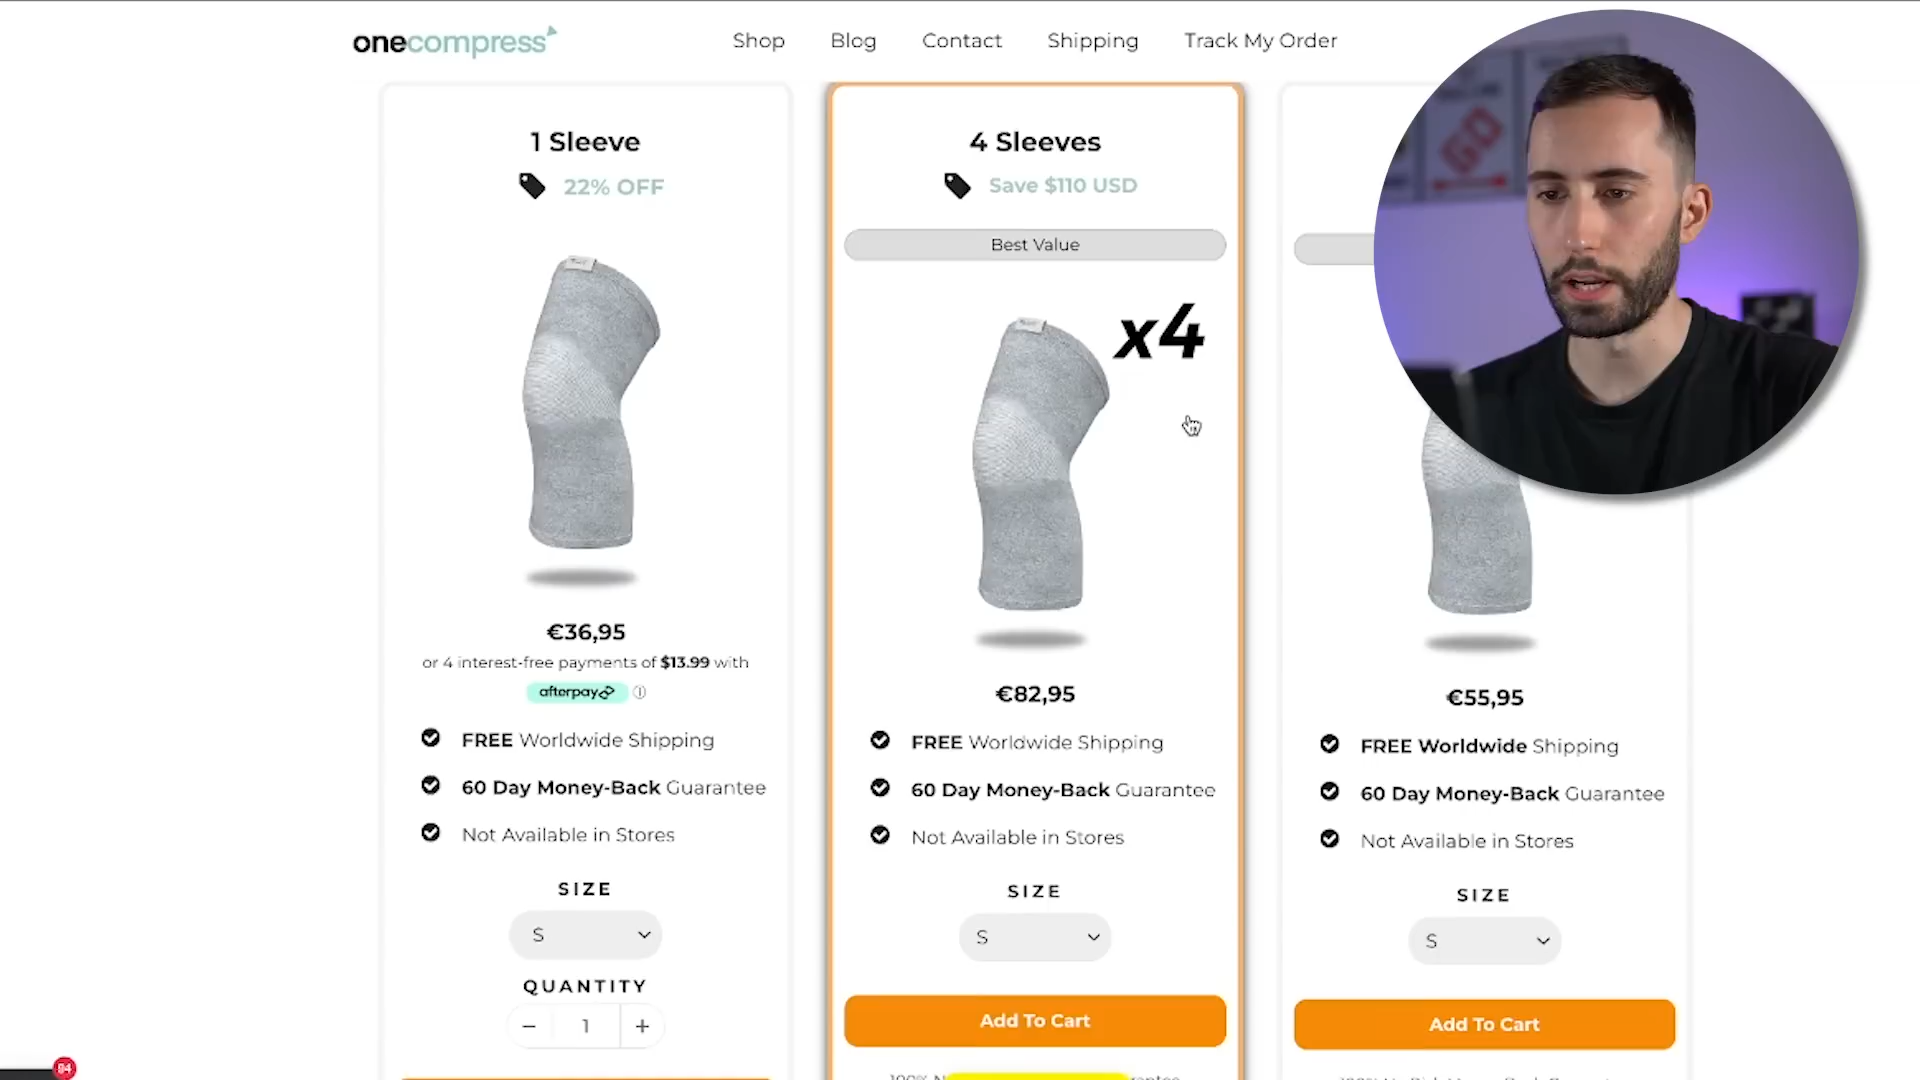 onecompress
Shop
Blog
Contact
Shipping
Track My Order
1 Sleeve
22% OFF
€36,95
or 4 interest-free payments of $13.99 with
afterpay
FREE Worldwide Shipping
60 Day Money-Back Guarantee
Not Available in Stores
SIZE
S
QUANTITY
− 1 +
4 Sleeves
Save $110 USD
Best Value
x4
€82,95
FREE Worldwide Shipping
60 Day Money-Back Guarantee
Not Available in Stores
SIZE
S
Add To Cart
€55,95
FREE Worldwide Shipping
60 Day Money-Back Guarantee
Not Available in Stores
SIZE
S
Add To Cart
GO
94